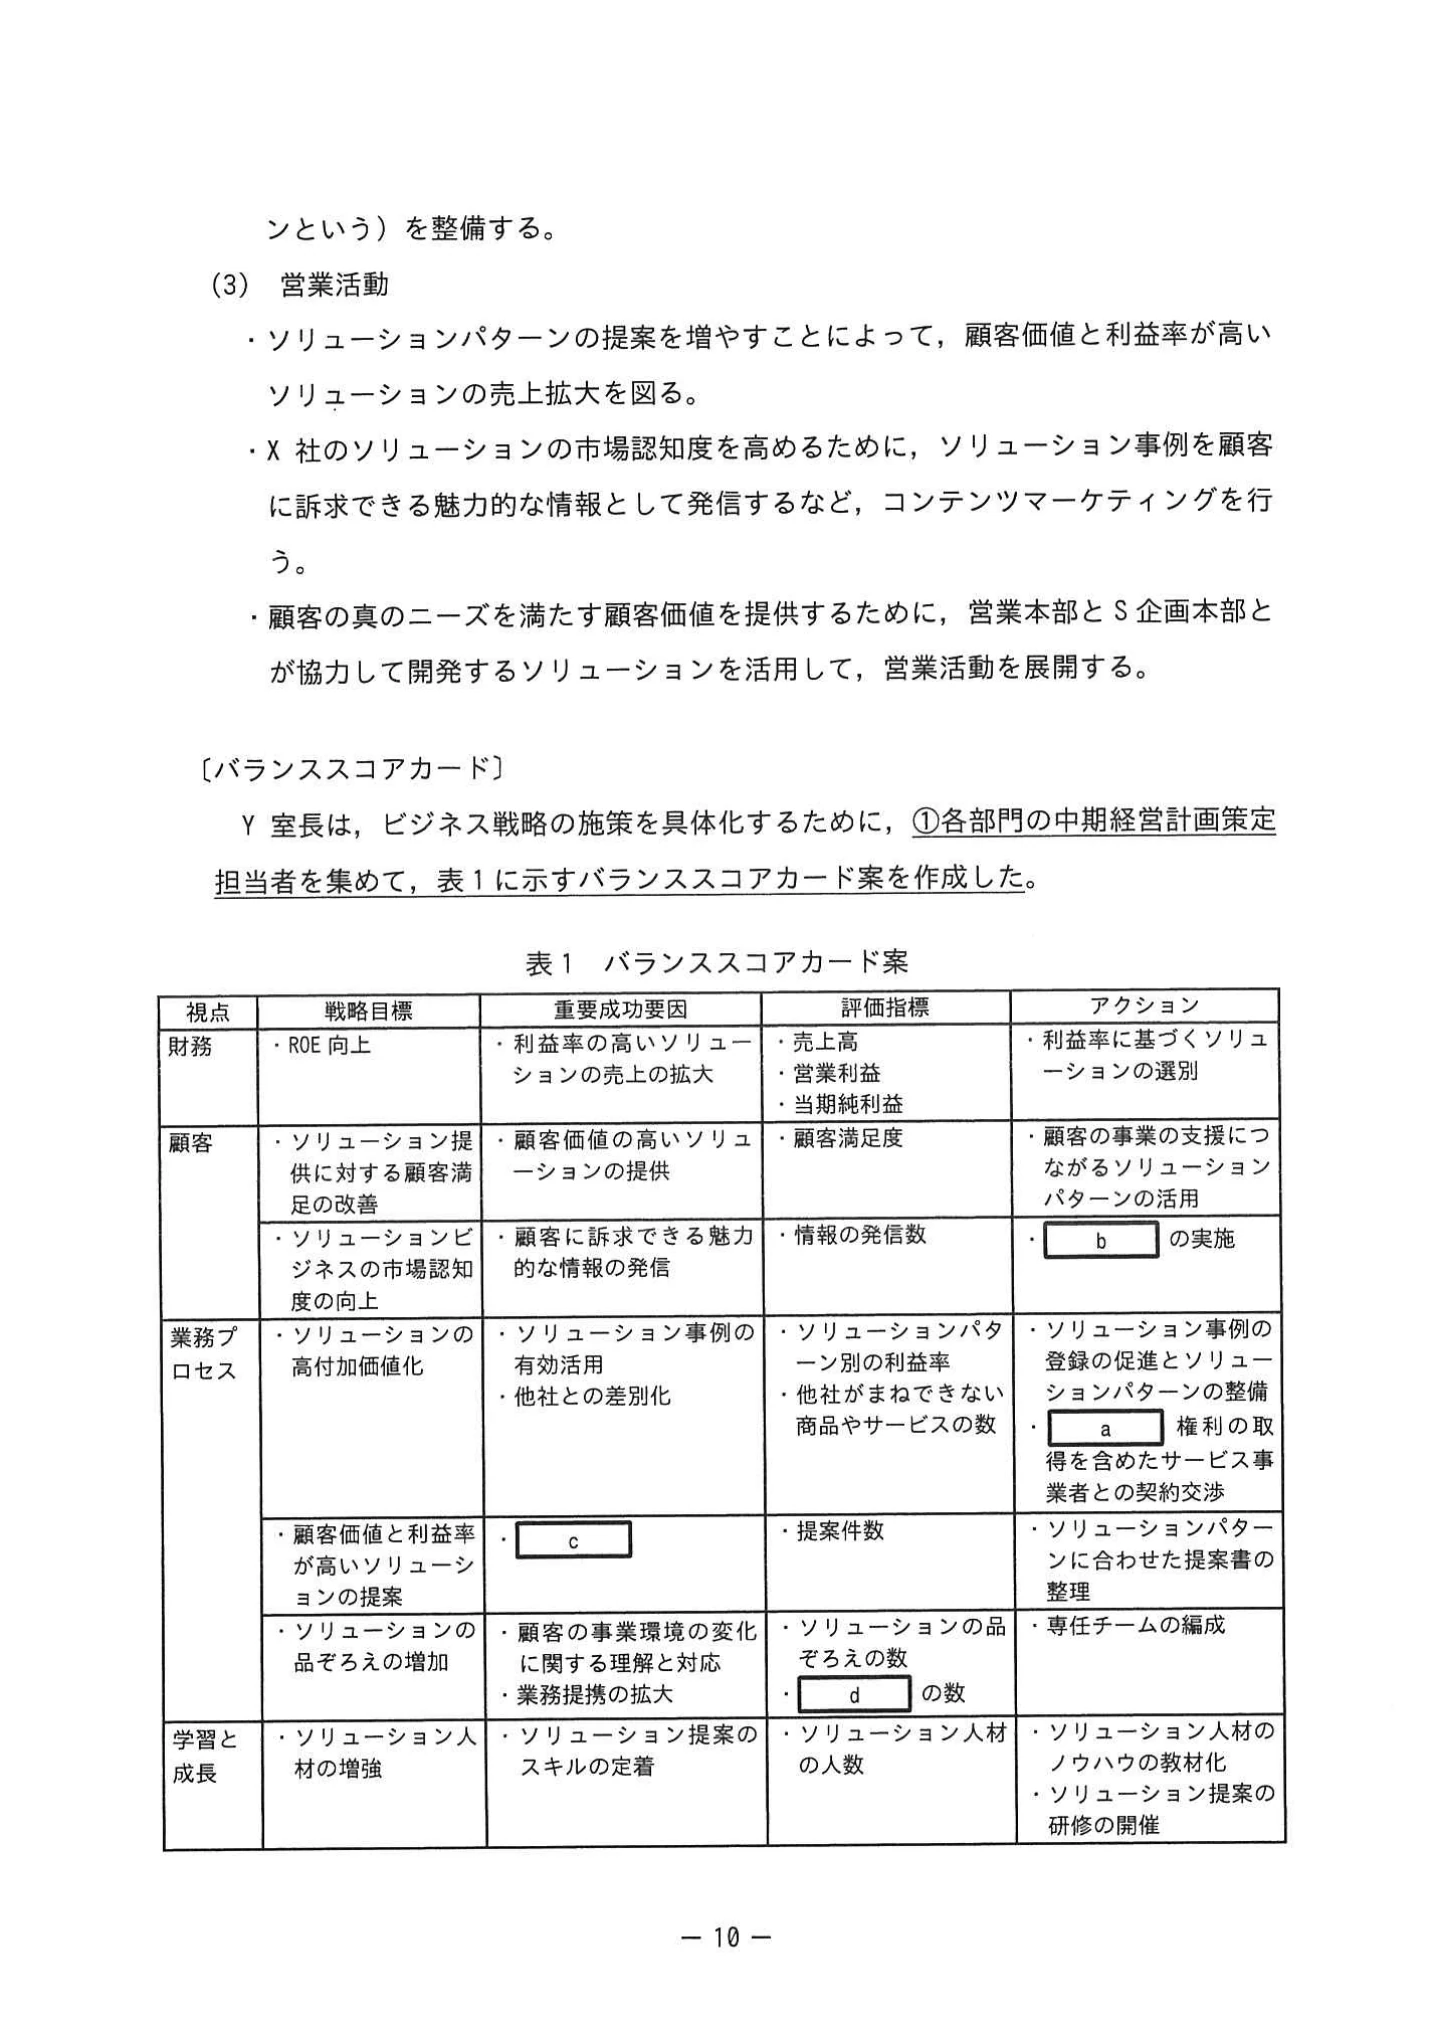 ンという）を整備する。
(3)　営業活動
・ソリューションパターンの提案を増やすことによって，顧客価値と利益率が高い
ソリューションの売上拡大を図る。
・X 社のソリューションの市場認知度を高めるために，ソリューション事例を顧客
に訴求できる魅力的な情報として発信するなど，コンテンツマーケティングを行
う。
・顧客の真のニーズを満たす顧客価値を提供するために，営業本部と S 企画本部と
が協力して開発するソリューションを活用して，営業活動を展開する。
〔バランススコアカード〕
Y 室長は，ビジネス戦略の施策を具体化するために，①各部門の中期経営計画策定
担当者を集めて，表 1 に示すバランススコアカード案を作成した。
表 1　バランススコアカード案
視点　戦略目標　重要成功要因　評価指標　アクション
財務
・ROE 向上
・利益率の高いソリュー
ションの売上の拡大
・売上高
・営業利益
・当期純利益
・利益率に基づくソリュ
ーションの選別
顧客
・ソリューション提
供に対する顧客満
足の改善
・顧客価値の高いソリュ
ーションの提供
・顧客満足度
・顧客の事業の支援につ
ながるソリューション
パターンの活用
・ソリューションビ
ジネスの市場認知
度の向上
・顧客に訴求できる魅力
的な情報の発信
・情報の発信数
・ b の実施
業務プ
ロセス
・ソリューションの
高付加価値化
・ソリューション事例の
有効活用
・他社との差別化
・ソリューションパタ
ーン別の利益率
・他社がまねできない
商品やサービスの数
・ソリューション事例の
登録の促進とソリュー
ションパターンの整備
・ a 権利の取
得を含めたサービス事
業者との契約交渉
・顧客価値と利益率
が高いソリューシ
ョンの提案
・ c
・提案件数
・ソリューションパター
ンに合わせた提案書の
整理
・ソリューションの
品ぞろえの増加
・顧客の事業環境の変化
に関する理解と対応
・業務提携の拡大
・ソリューションの品
ぞろえの数
・ d の数
・専任チームの編成
学習と
成長
・ソリューション人
材の増強
・ソリューション提案の
スキルの定着
・ソリューション人材
の人数
・ソリューション人材の
ノウハウの教材化
・ソリューション提案の
研修の開催
－ 10 －